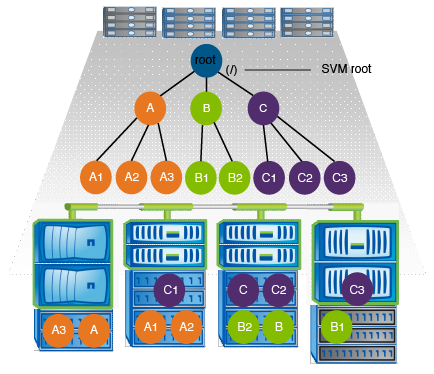 root
(/)
SVM root
A
B
C
A1 A2 A3 B1 B2 C1 C2 C3
C1 C C2 C3
A3 A A1 A2 B2 B B1